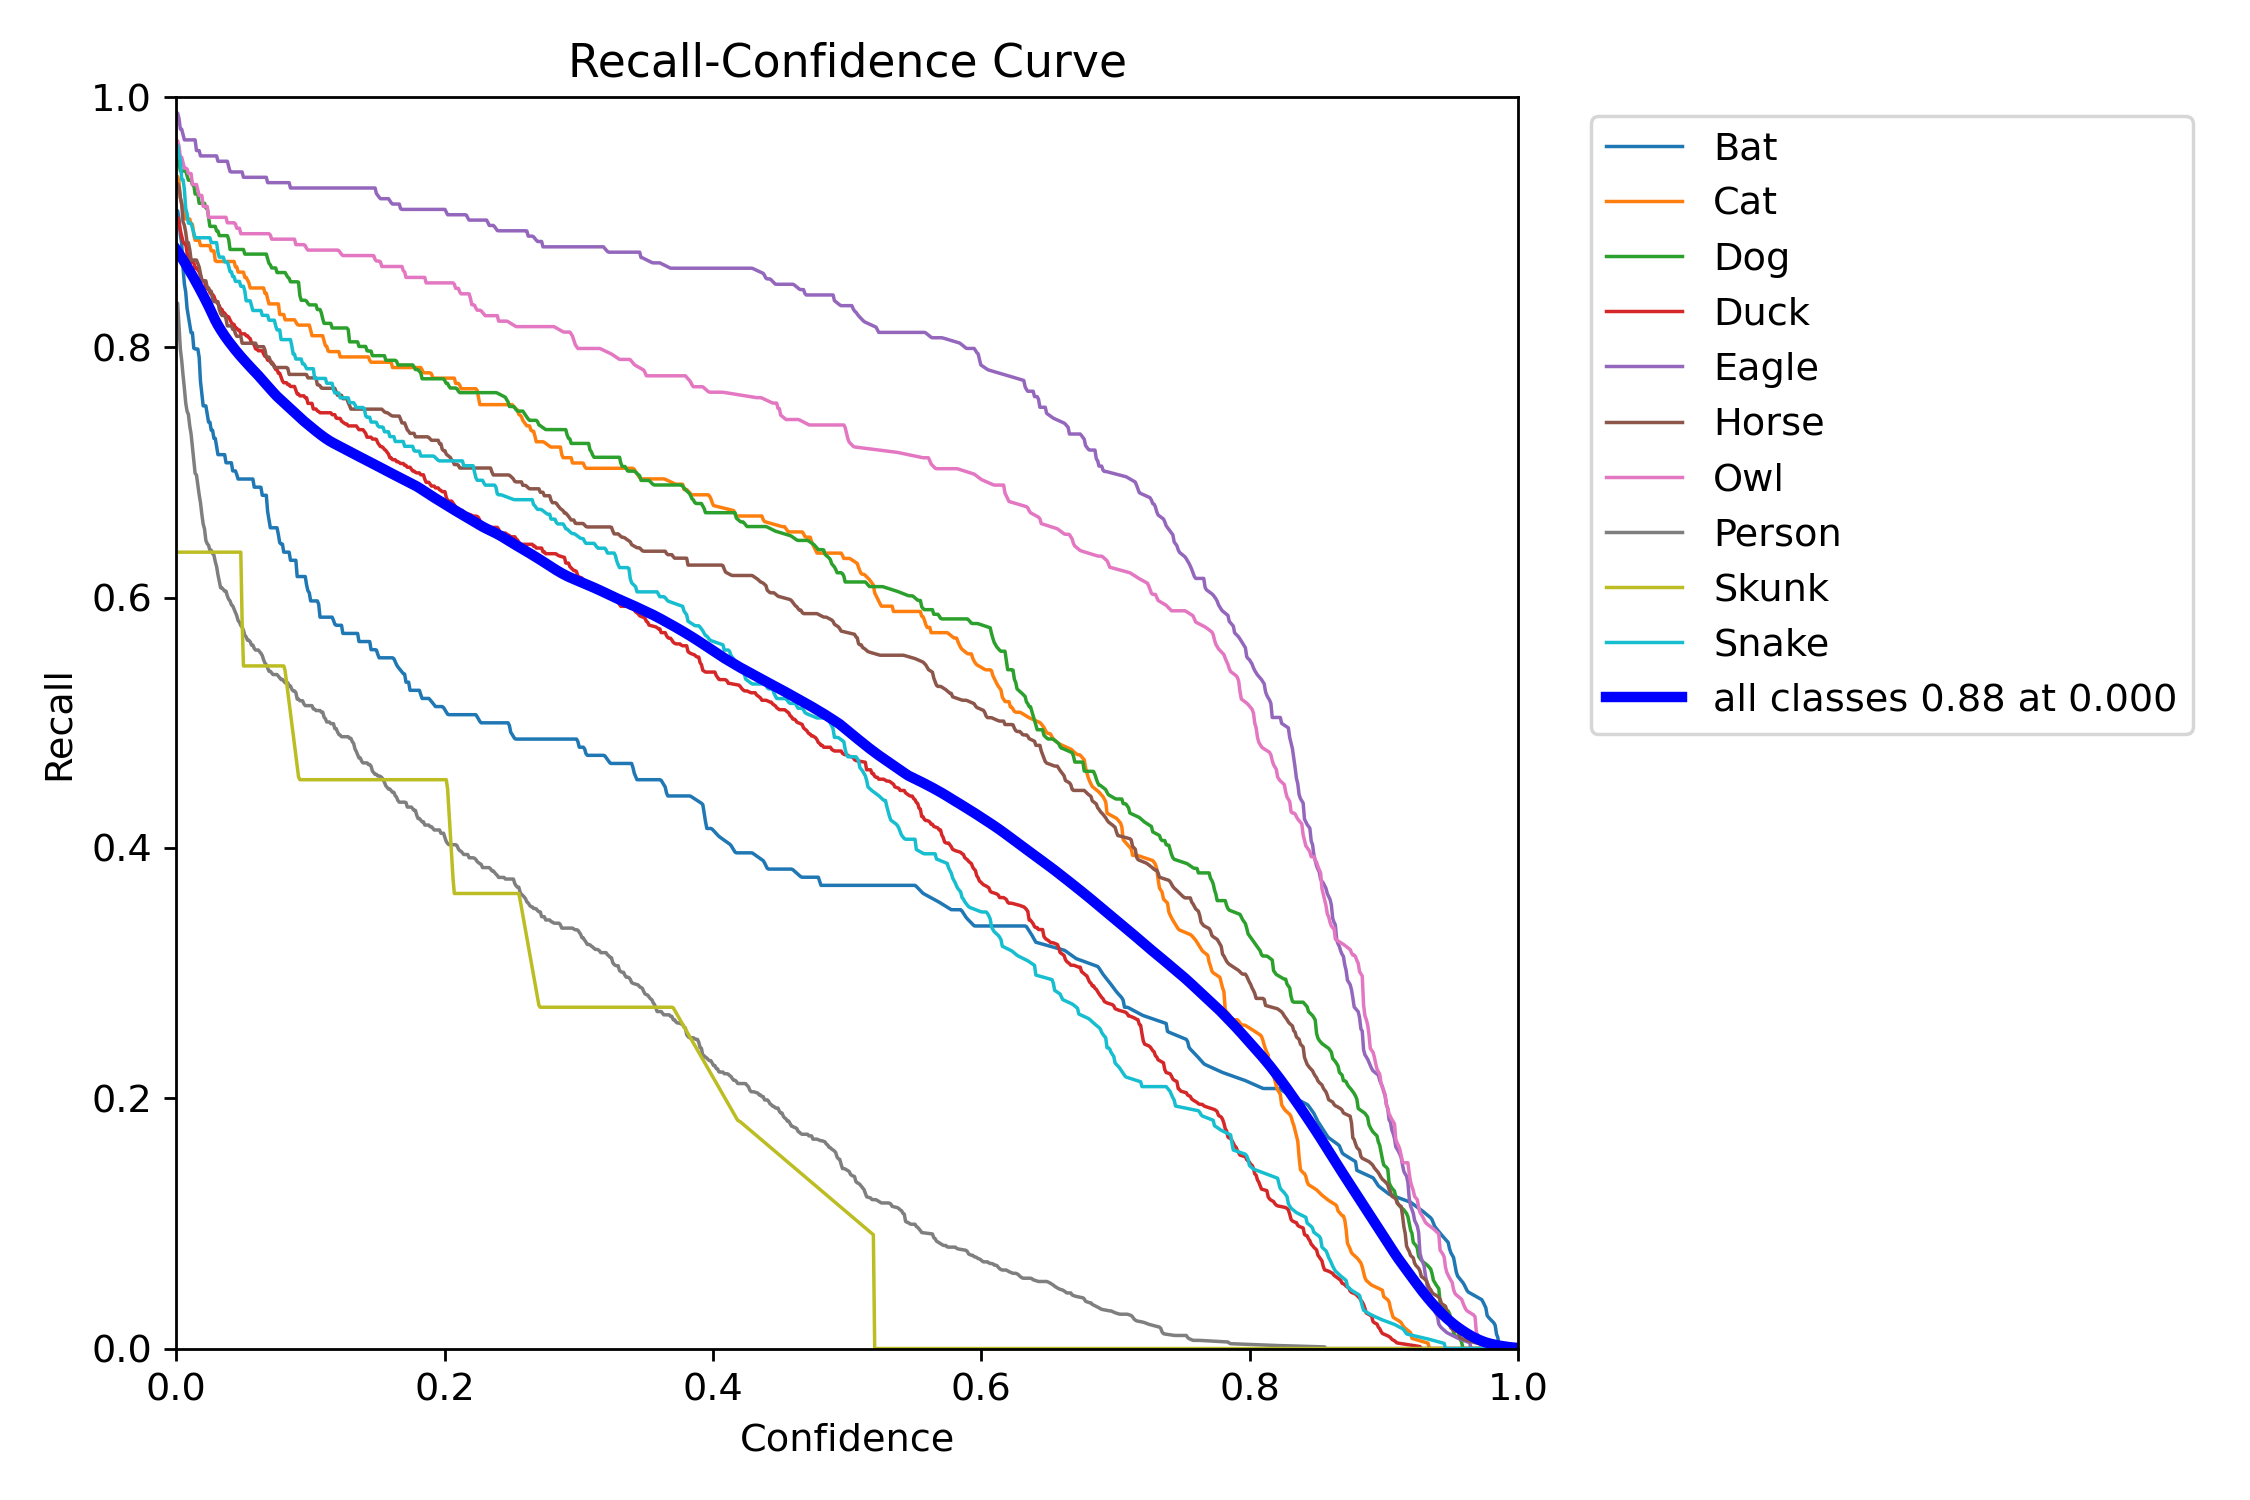 Recall-Confidence Curve
1.0
0.8
0.6
0.4
0.2
0.0
Recall
0.0 0.2 0.4 0.6 0.8 1.0
Confidence
Bat
Cat
Dog
Duck
Eagle
Horse
Owl
Person
Skunk
Snake
all classes 0.88 at 0.000